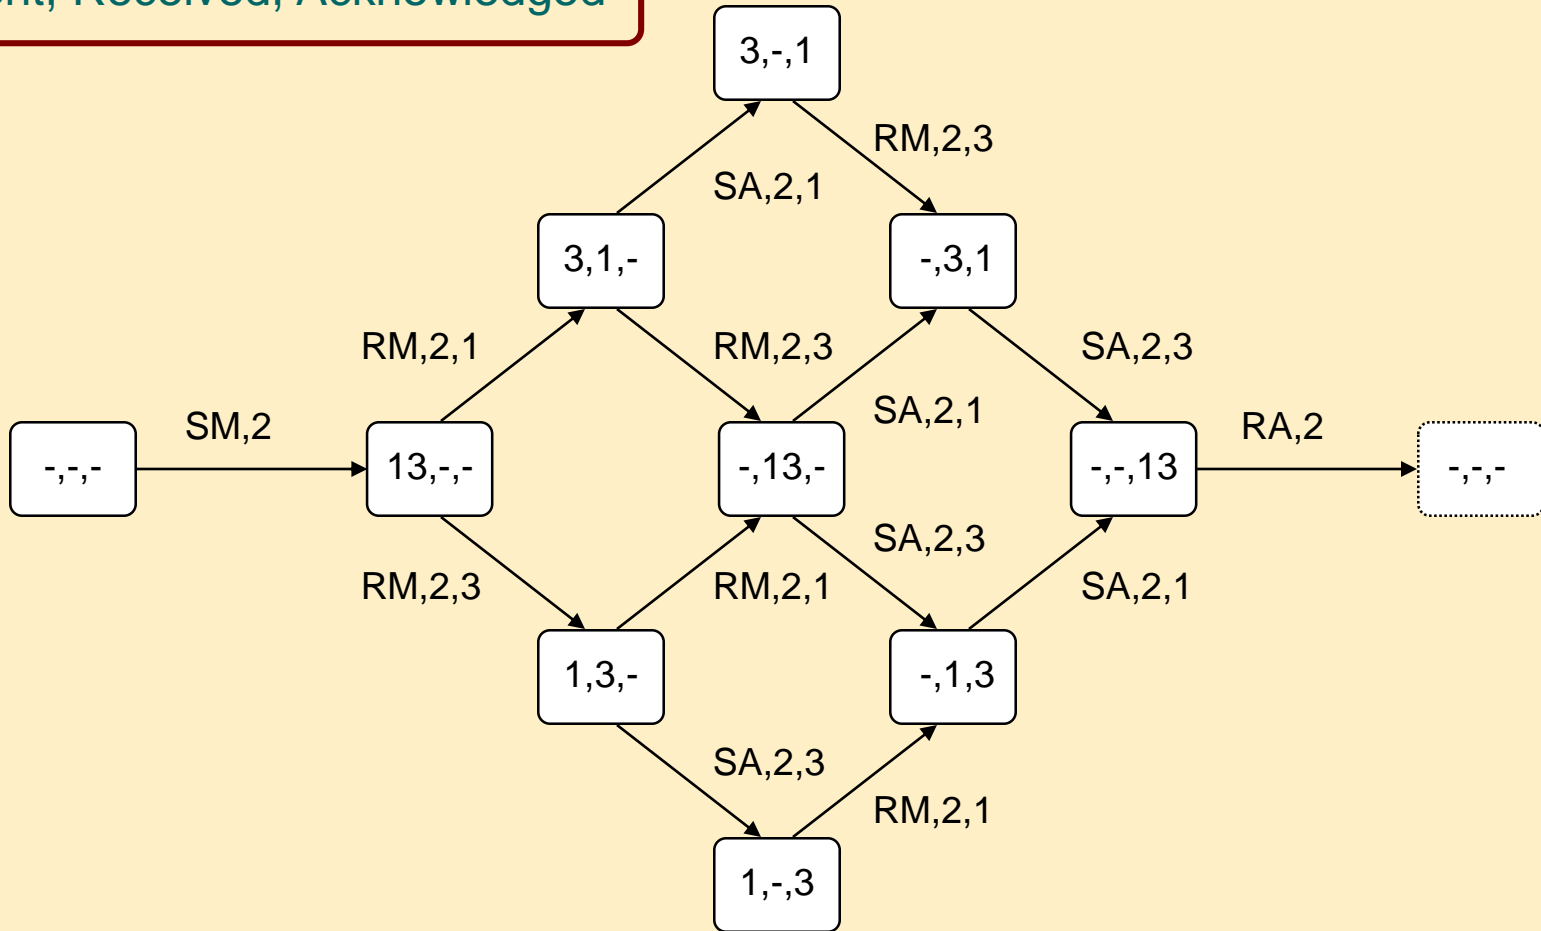 Received, Acknowledged
3,-,1
RM,2,3
SA,2,1
3,1,-
-,3,1
RM,2,1
RM,2,3
SA,2,3
SA,2,1
SM,2
RA,2
-,-,-
13,-,-
-,13,-
-,-,13
-,-,-
SA,2,3
RM,2,3
RM,2,1
SA,2,1
1,3,-
-,1,3
SA,2,3
RM,2,1
1,-,3